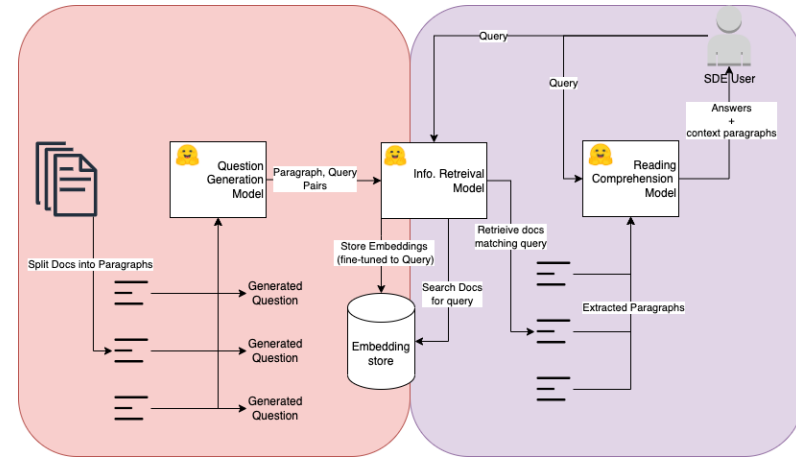 Query
SDE User
Query
Answers
+
context paragraphs
Question
Generation
Model
Paragraph, Query
Pairs
Info. Retreival
Model
Reading
Comprehension
Model
Split Docs into Paragraphs
Store Embeddings
(fine-tuned to Query)
Retrieive docs
matching query
Search Docs
for query
Generated
Question
Extracted Paragraphs
Generated
Question
Embedding
store
Generated
Question